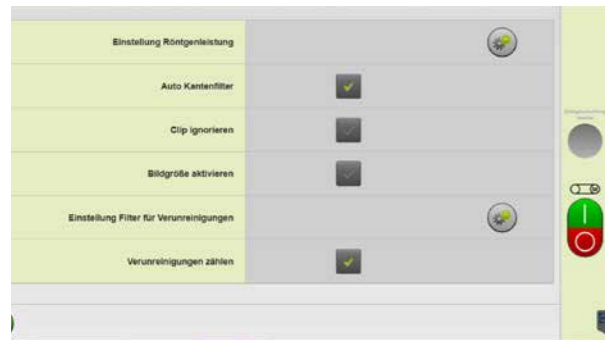 Einstellung Röntgenleistung
Auto Kantenfilter
Clip ignorieren
Bildgröße aktivieren
Einstellung Filter für Verunreinigungen
Verunreinigungen zählen